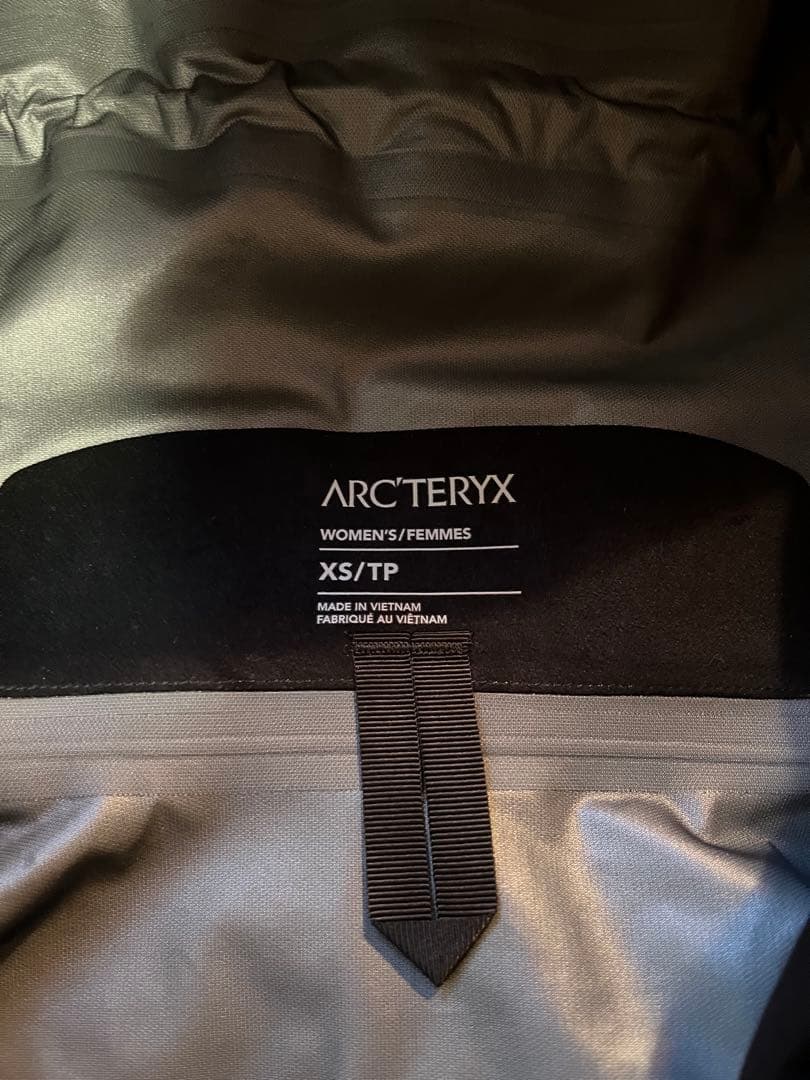 ARC'TERYX
WOMEN'S/FEMMES
XS/TP
MADE IN VIETNAM
FABRIQUÉ AU VIÊTNAM